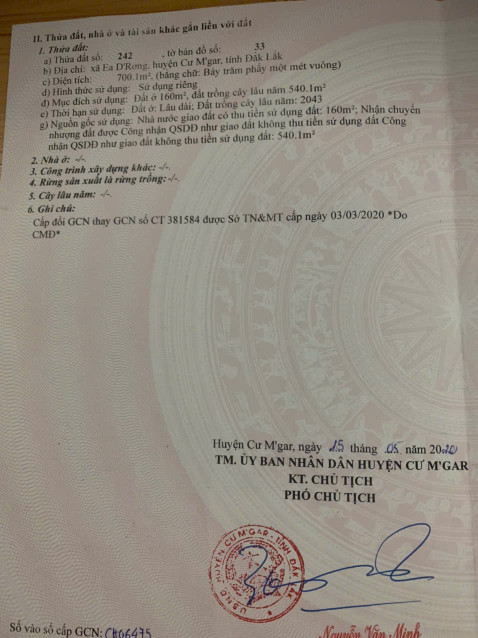 II. Thửa đất, nhà ở và tài sản khác gắn liền với đất
1. Thửa đất:
a) Thửa đất số: 242 , tờ bản đồ số: 33
b) Địa chỉ: xã Ea D'Rơng, huyện Cư M'gar, tỉnh Đắk Lắk
c) Diện tích: 700.1m², (bằng chữ: Bảy trăm phẩy một mét vuông)
d) Hình thức sử dụng: Sử dụng riêng
đ) Mục đích sử dụng: Đất ở 160m², đất trồng cây lâu năm 540.1m²
e) Thời hạn sử dụng: Đất ở: Lâu dài; Đất trồng cây lâu năm: 2043
g) Nguồn gốc sử dụng: Nhà nước giao đất có thu tiền sử dụng đất: 160m²; Nhận chuyển
nhượng đất được Công nhận QSDĐ như giao đất không thu tiền sử dụng đất Công
nhận QSDĐ như giao đất không thu tiền sử dụng đất: 540.1m²
2. Nhà ở: -/-.
3. Công trình xây dựng khác: -/-.
4. Rừng sản xuất là rừng trồng: -/-.
5. Cây lâu năm: -/-.
6. Ghi chú:
Cấp đổi GCN thay GCN số CT 381584 được Sở TN&MT cấp ngày 03/03/2020 *Do
CMĐ*
Huyện Cư M'gar, ngày 15 tháng .05 năm 2020
TM. ỦY BAN NHÂN DÂN HUYỆN CƯ M'GAR
KT. CHỦ TỊCH
PHÓ CHỦ TỊCH
U.B.N.D HUYỆN CƯ M'GAR - TỈNH ĐẮK LẮK
Số vào sổ cấp GCN: CH06475
Nguyễn Văn Minh